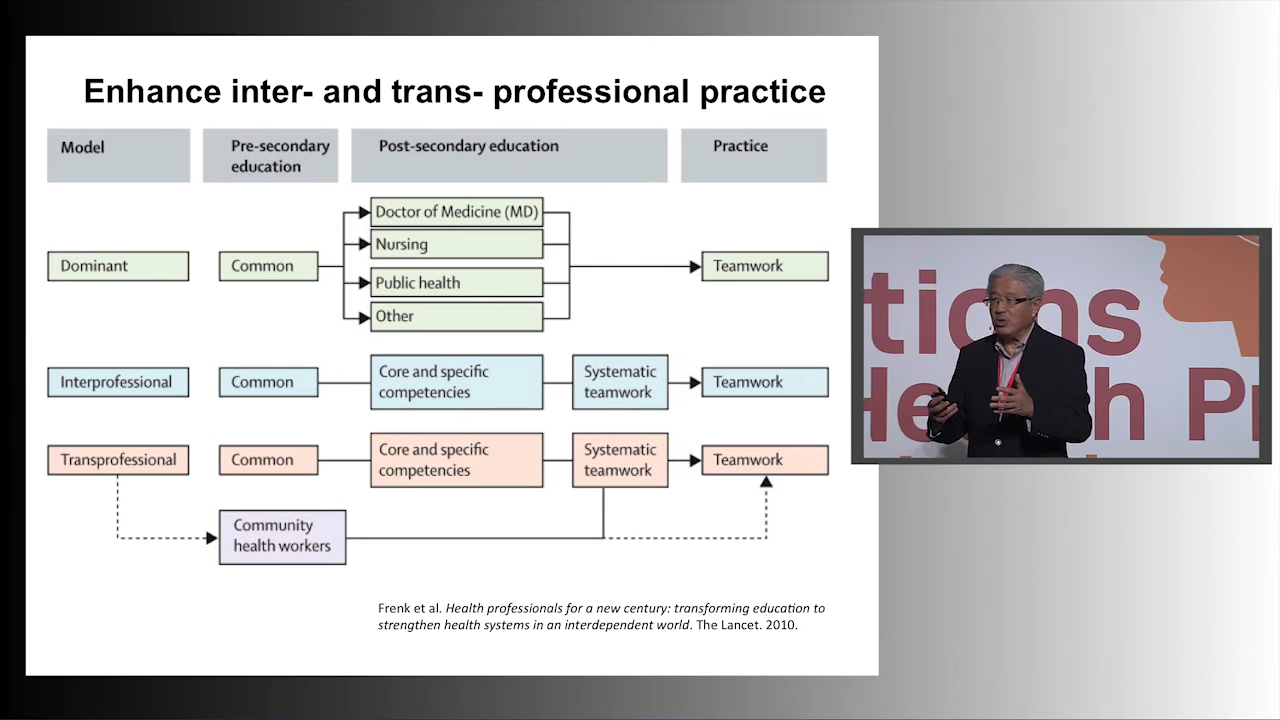 Enhance inter- and trans- professional practice
Model
Pre-secondary
education
Post-secondary education
Practice
Dominant
Common
Doctor of Medicine (MD)
Nursing
Public health
Other
Teamwork
Interprofessional
Common
Core and specific
competencies
Systematic
teamwork
Teamwork
Transprofessional
Common
Core and specific
competencies
Systematic
teamwork
Teamwork
Community
health workers
Frenk et al. Health professionals for a new century: transforming education to
strengthen health systems in an interdependent world. The Lancet. 2010.
tions
Health Pr